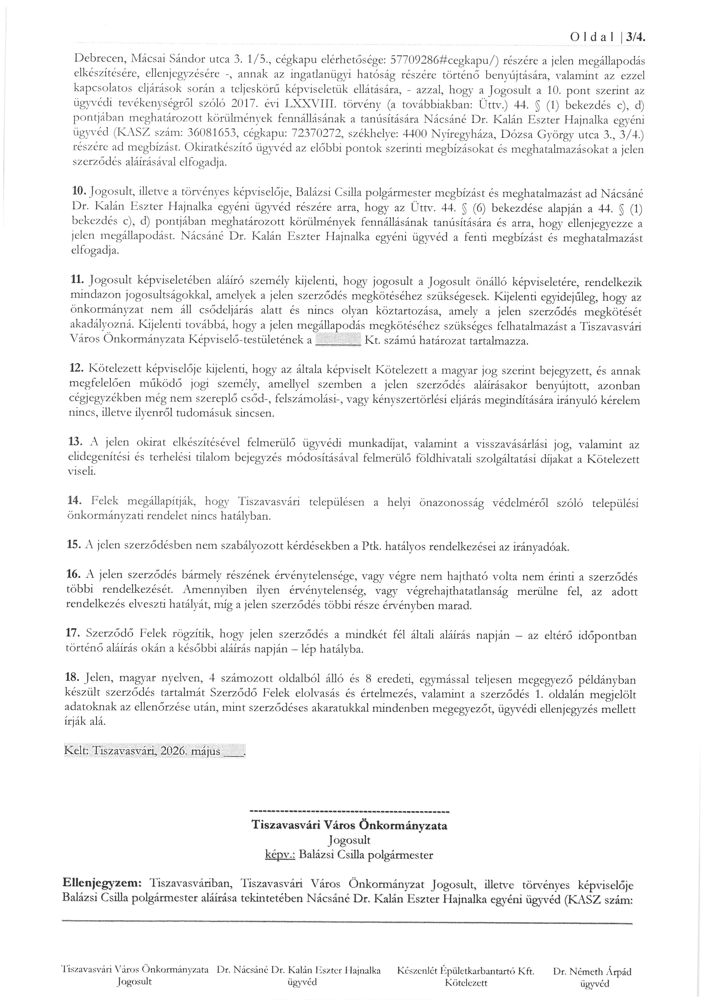 Oldal | 3/4.
Debrecen, Mácsai Sándor utca 3. 1/5., cégkapu elérhetősége: 57709286#cegkapu/) részére a jelen megállapodás
elkészítésére, ellenjegyzésére -, annak az ingatlanügyi hatóság részére történő benyújtására, valamint az ezzel
kapcsolatos eljárások során a teljeskörű képviseletük ellátására, - azzal, hogy a Jogosult a 10. pont szerint az
ügyvédi tevékenységről szóló 2017. évi LXXVIII. törvény (a továbbiakban: Üttv.) 44. § (1) bekezdés c), d)
pontjában meghatározott körülmények fennállásának a tanúsítására Nácsáné Dr. Kalán Eszter Hajnalka egyéni
ügyvéd (KASZ szám: 36081653, cégkapu: 72370272, székhelye: 4400 Nyíregyháza, Dózsa György utca 3., 3/4.)
részére ad megbízást. Okiratkészítő ügyvéd az előbbi pontok szerinti megbízásokat és meghatalmazásokat a jelen
szerződés aláírásával elfogadja.
10. Jogosult, illetve a törvényes képviselője, Balázsi Csilla polgármester megbízást és meghatalmazást ad Nácsáné
Dr. Kalán Eszter Hajnalka egyéni ügyvéd részére arra, hogy az Üttv. 44. § (6) bekezdése alapján a 44. § (1)
bekezdés c), d) pontjában meghatározott körülmények fennállásának tanúsítására és arra, hogy ellenjegyezze a
jelen megállapodást. Nácsáné Dr. Kalán Eszter Hajnalka egyéni ügyvéd a fenti megbízást és meghatalmazást
elfogadja.
11. Jogosult képviseletében aláíró személy kijelenti, hogy jogosult a Jogosult önálló képviseletére, rendelkezik
mindazon jogosultságokkal, amelyek a jelen szerződés megkötéséhez szükségesek. Kijelenti egyidejűleg, hogy az
önkormányzat nem áll csődeljárás alatt és nincs olyan köztartozása, amely a jelen szerződés megkötését
akadályozná. Kijelenti továbbá, hogy a jelen megállapodás megkötéséhez szükséges felhatalmazást a Tiszavasvári
Város Önkormányzata Képviselő-testületének a ________ Kt. számú határozat tartalmazza.
12. Kötelezett képviselője kijelenti, hogy az általa képviselt Kötelezett a magyar jog szerint bejegyzett, és annak
megfelelően működő jogi személy, amellyel szemben a jelen szerződés aláírásakor benyújtott, azonban
cégjegyzékben még nem szereplő csőd-, felszámolási-, vagy kényszertörlési eljárás megindítására irányuló kérelem
nincs, illetve ilyenről tudomásuk sincsen.
13. A jelen okirat elkészítésével felmerülő ügyvédi munkadíjat, valamint a visszavásárlási jog, valamint az
elidegenítési és terhelési tilalom bejegyzés módosításával felmerülő földhivatali szolgáltatási díjakat a Kötelezett
viseli.
14. Felek megállapítják, hogy Tiszavasvári településen a helyi önazonosság védelméről szóló települési
önkormányzati rendelet nincs hatályban.
15. A jelen szerződésben nem szabályozott kérdésekben a Ptk. hatályos rendelkezései az irányadóak.
16. A jelen szerződés bármely részének érvénytelensége, vagy végre nem hajtható volta nem érinti a szerződés
többi rendelkezését. Amennyiben ilyen érvénytelenség, vagy végrehajthatatlanság merülne fel, az adott
rendelkezés elveszti hatályát, míg a jelen szerződés többi része érvényben marad.
17. Szerződő Felek rögzítik, hogy jelen szerződés a mindkét fél általi aláírás napján – az eltérő időpontban
történő aláírás okán a későbbi aláírás napján – lép hatályba.
18. Jelen, magyar nyelven, 4 számozott oldalból álló és 8 eredeti, egymással teljesen megegyező példányban
készült szerződés tartalmát Szerződő Felek elolvasás és értelmezés, valamint a szerződés 1. oldalán megjelölt
adatoknak az ellenőrzése után, mint szerződéses akaratukkal mindenben megegyezőt, ügyvédi ellenjegyzés mellett
írják alá.
Kelt: Tiszavasvári, 2026. május ____.
Tiszavasvári Város Önkormányzata
Jogosult
képv.: Balázsi Csilla polgármester
Ellenjegyzem: Tiszavasváriban, Tiszavasvári Város Önkormányzat Jogosult, illetve törvényes képviselője
Balázsi Csilla polgármester aláírása tekintetében Nácsáné Dr. Kalán Eszter Hajnalka egyéni ügyvéd (KASZ szám:
Tiszavasvári Város Önkormányzata Dr. Nácsáné Dr. Kalán Eszter Hajnalka Készenlét Épületkarbantartó Kft. Dr. Németh Árpád
Jogosult ügyvéd Kötelezett ügyvéd